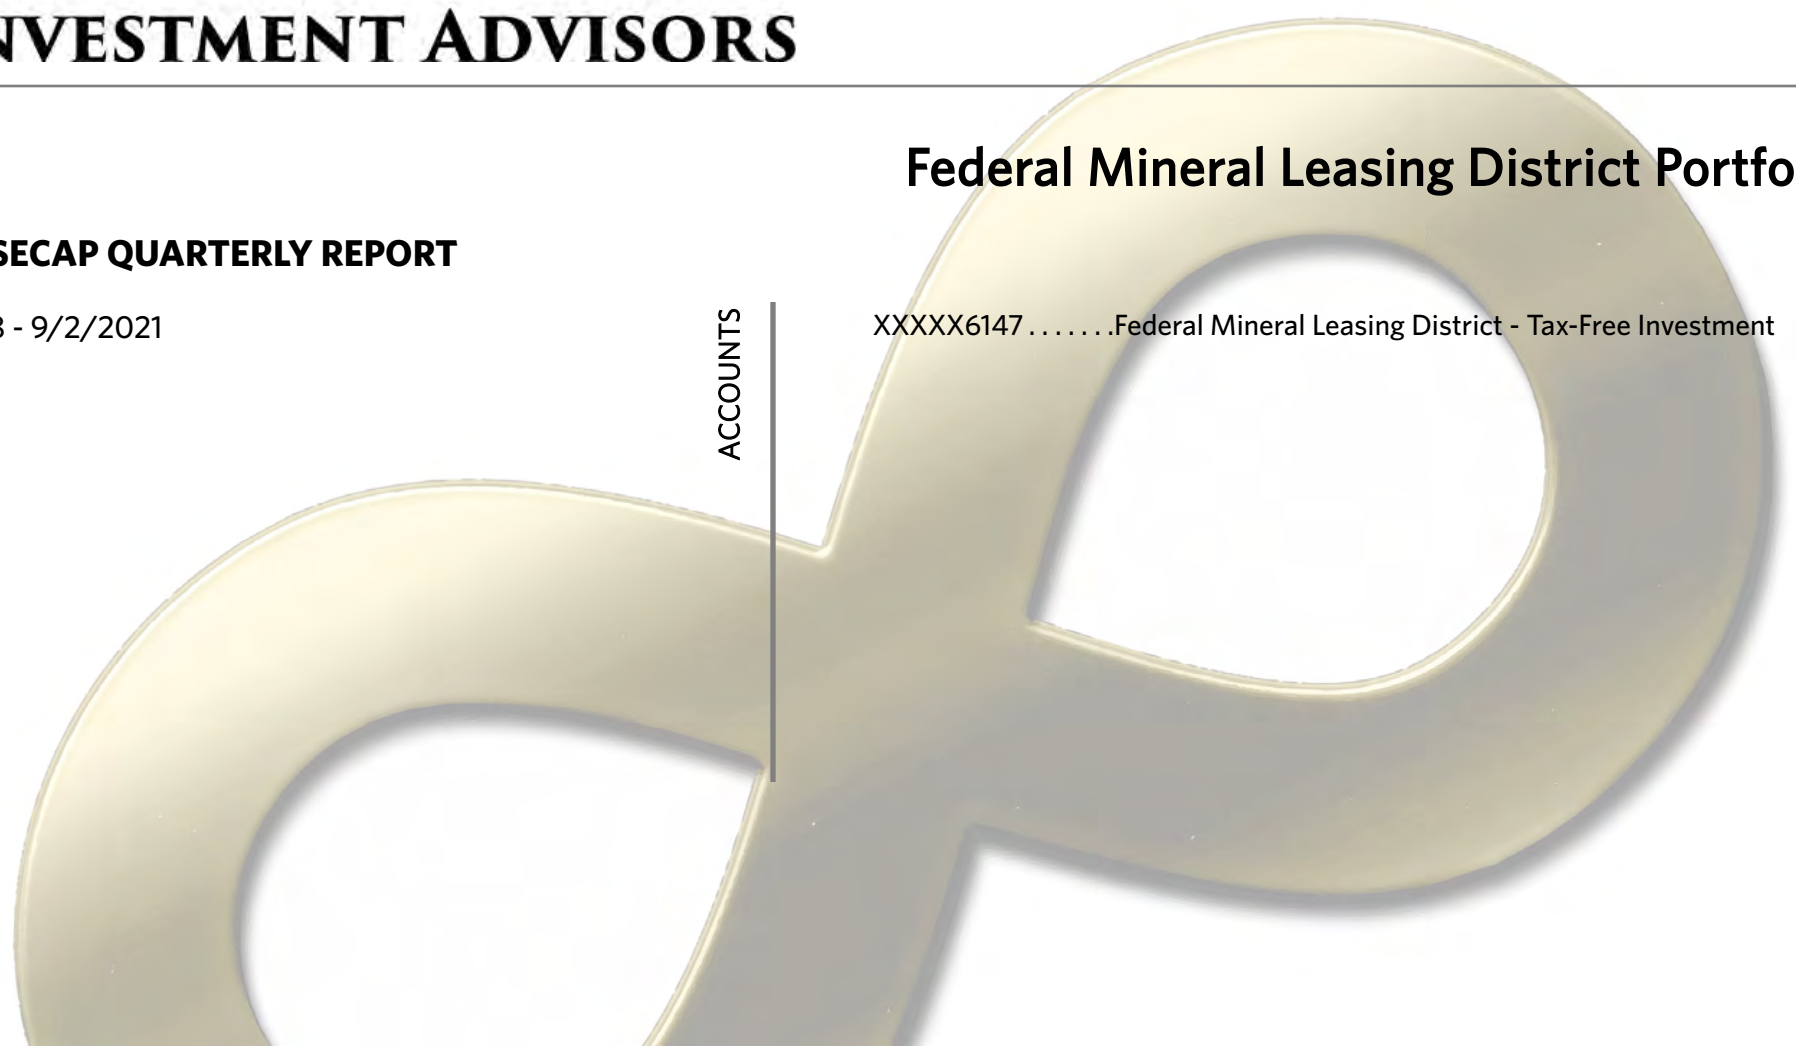 NVESTMENT ADVISORS
Federal Mineral Leasing District Portfo
SECAP QUARTERLY REPORT
8 - 9/2/2021
ACCOUNTS
XXXXX6147 . . . . . . .Federal Mineral Leasing District - Tax-Free Investment